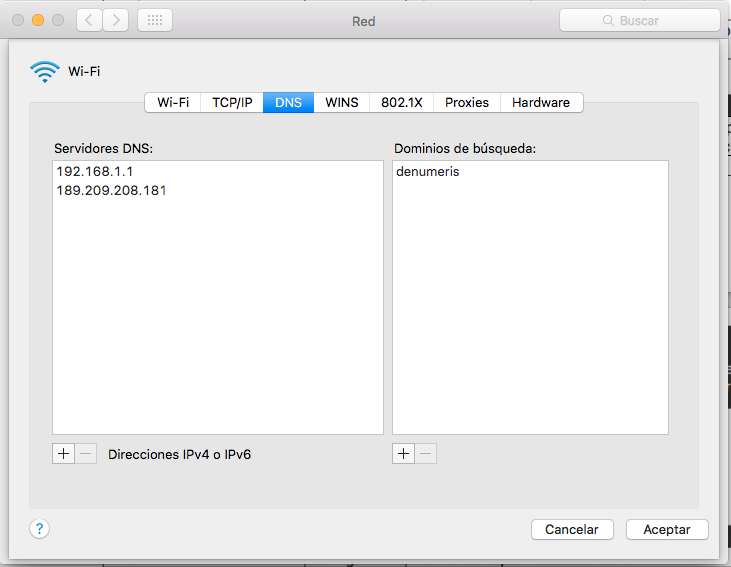 Red
Buscar
Wi-Fi
Wi-Fi TCP/IP DNS WINS 802.1X Proxies Hardware
Servidores DNS:
Dominios de búsqueda:
192.168.1.1
189.209.208.181
denumeris
+ − Direcciones IPv4 o IPv6
+ −
? Cancelar Aceptar